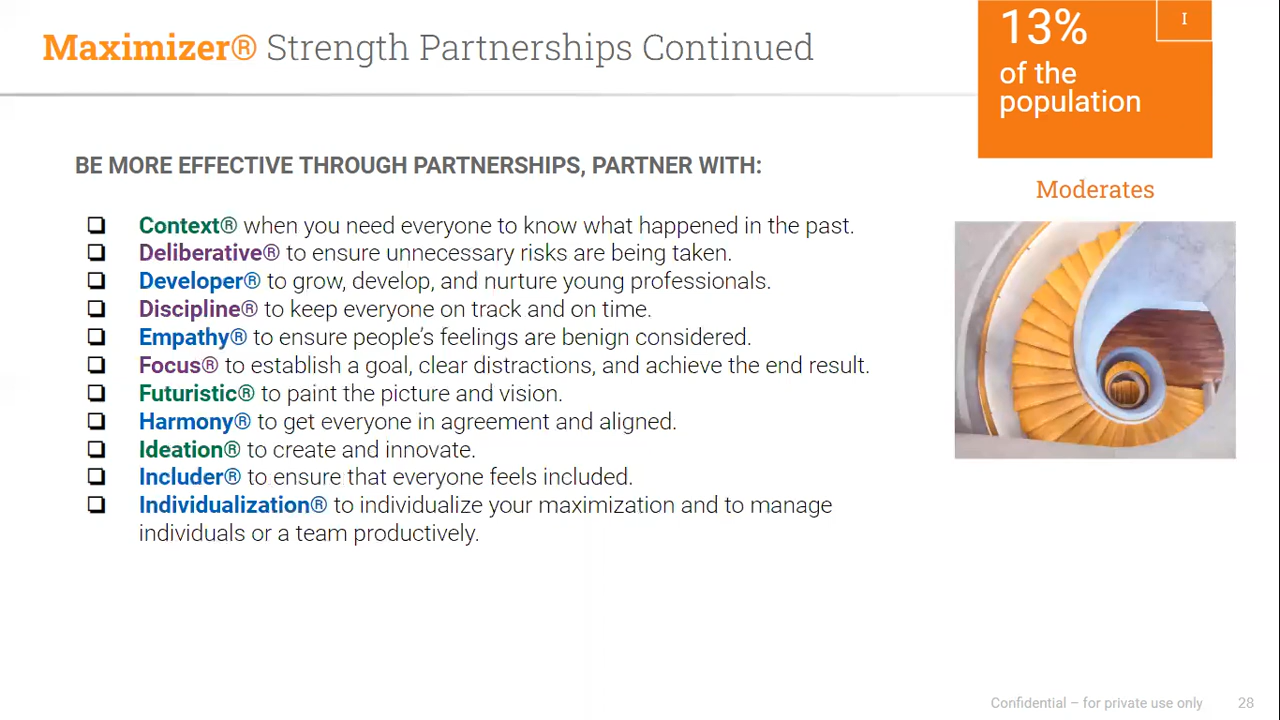 Maximizer® Strength Partnerships Continued
13%
I
of the
population
Moderates
BE MORE EFFECTIVE THROUGH PARTNERSHIPS, PARTNER WITH:
❑ Context® when you need everyone to know what happened in the past.
❑ Deliberative® to ensure unnecessary risks are being taken.
❑ Developer® to grow, develop, and nurture young professionals.
❑ Discipline® to keep everyone on track and on time.
❑ Empathy® to ensure people’s feelings are benign considered.
❑ Focus® to establish a goal, clear distractions, and achieve the end result.
❑ Futuristic® to paint the picture and vision.
❑ Harmony® to get everyone in agreement and aligned.
❑ Ideation® to create and innovate.
❑ Includer® to ensure that everyone feels included.
❑ Individualization® to individualize your maximization and to manage
individuals or a team productively.
Confidential – for private use only 28